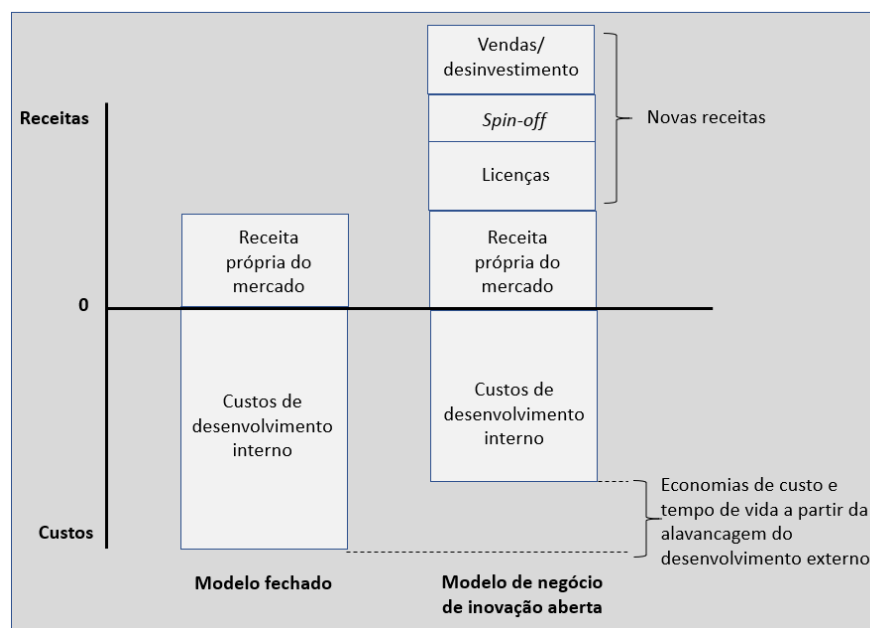 Vendas/
desinvestimento
Spin-off
Licenças
Novas receitas
Receitas
Receita
própria do
mercado
Receita
própria do
mercado
0
Custos de
desenvolvimento
interno
Custos de
desenvolvimento
interno
Economias de custo e
tempo de vida a partir da
alavancagem do
desenvolvimento externo
Custos
Modelo fechado
Modelo de negócio
de inovação aberta